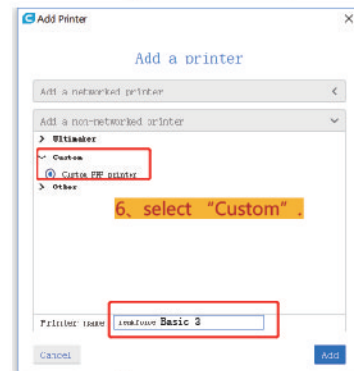 Add Printer
Add a printer
Add a networked printer
Add a non-networked printer
Ultimaker
Custom
Custom FFF printer
Other
6、select “Custom” .
Printer name Basic 3
Cancel
Add